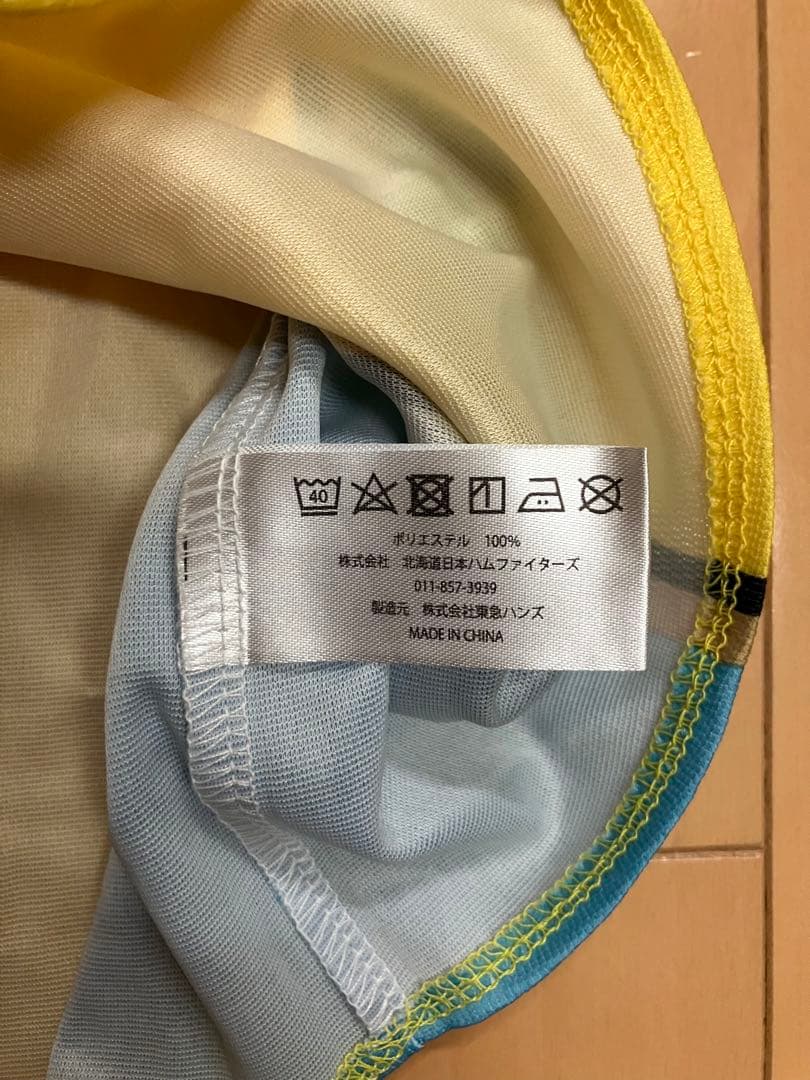 40
ポリエステル 100%
株式会社 北海道日本ハムファイターズ
011-857-3939
製造元 株式会社東急ハンズ
MADE IN CHINA